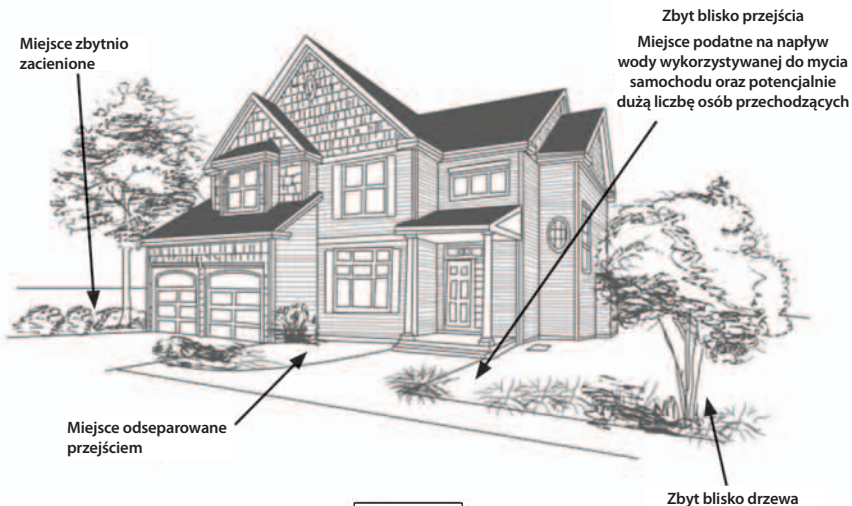 Miejsce zbytnio
zacienione
Zbyt blisko przejścia
Miejsce podatne na napływ
wody wykorzystywanej do mycia
samochodu oraz potencjalnie
dużą liczbę osób przechodzących
Miejsce odseparowane
przejściem
Zbyt blisko drzewa